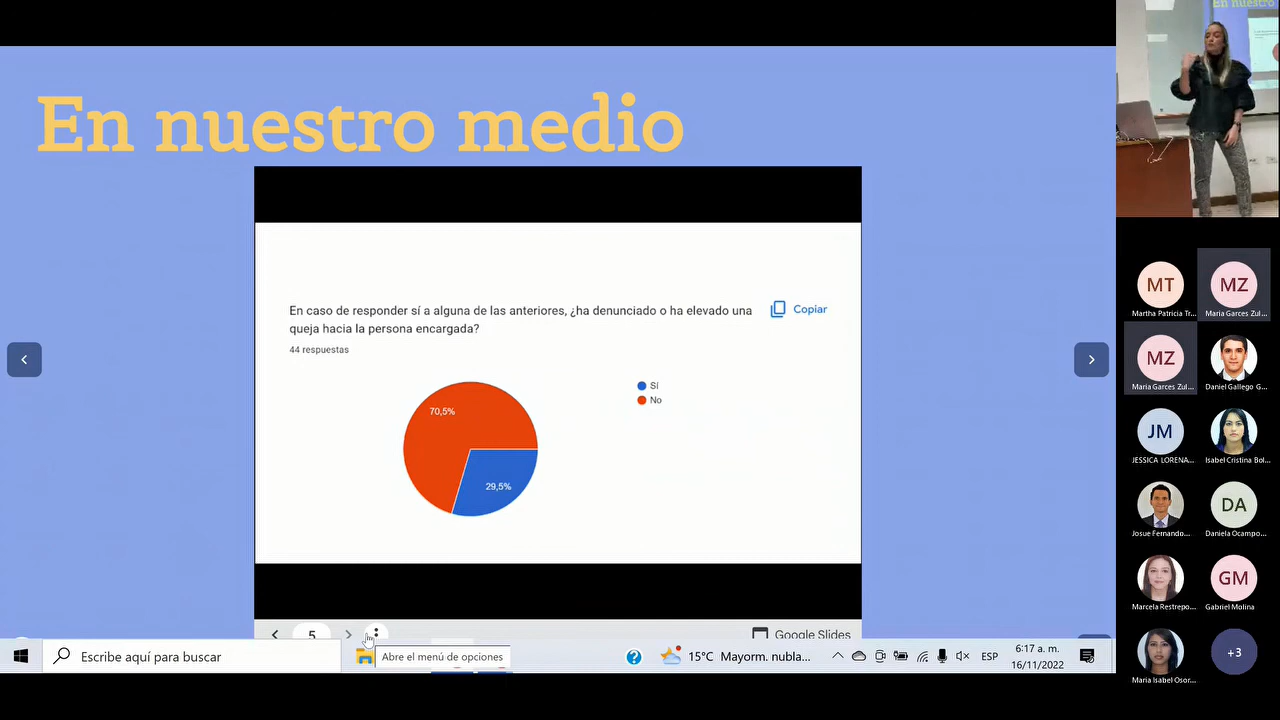 En nuestro medio
En nuestro
En caso de responder sí a alguna de las anteriores, ¿ha denunciado o ha elevado una
queja hacia la persona encargada?
Copiar
44 respuestas
Sí
No
70,5%
29,5%
5
Google Slides
Escribe aquí para buscar
Abre el menú de opciones
15°C Mayorm. nubla...
ESP
6:17 a. m.
16/11/2022
MT
MZ
Martha Patricia Tr...
Maria Garces Zul...
MZ
Maria Garces Zul...
Daniel Gallego G...
JM
JESSICA LORENA...
Isabel Cristina Bol...
DA
Josue Fernando...
Daniela Ocampo...
GM
Marcela Restrepo...
Gabriel Molina
+3
Maria Isabel Osor...